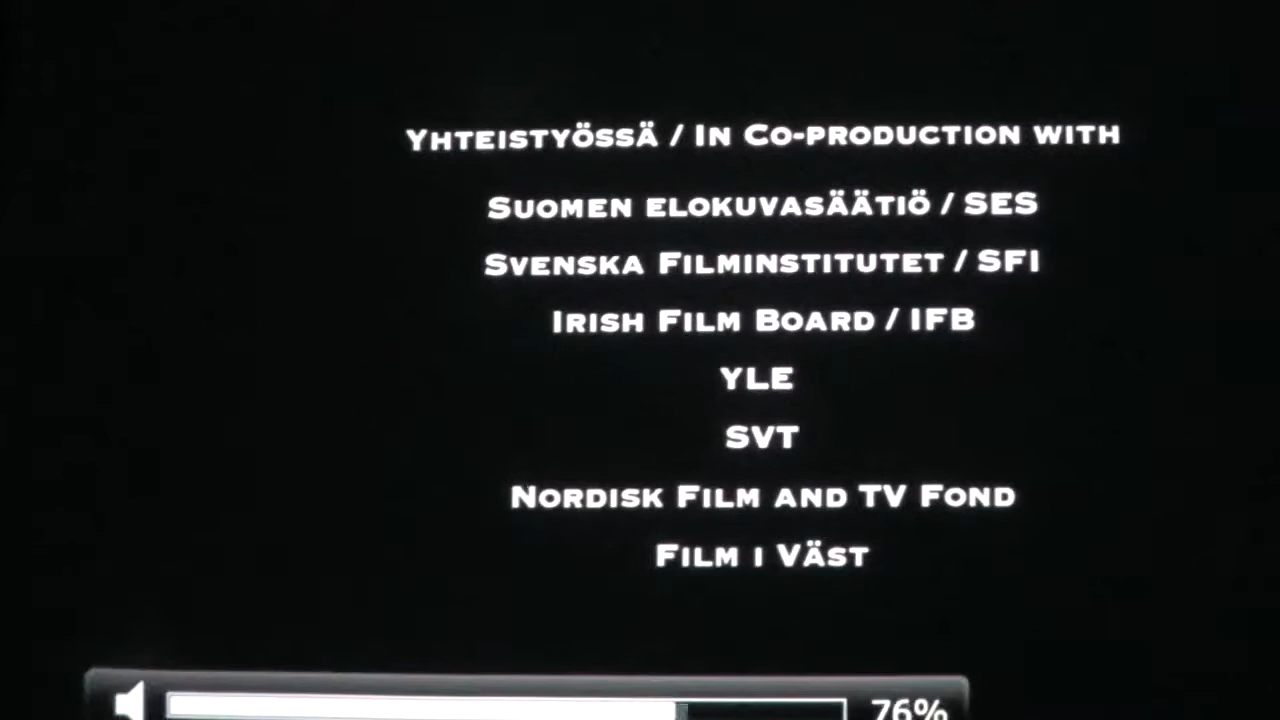 Yhteistyössä / In Co-production with
Suomen elokuvasäätiö / SES
Svenska Filminstitutet / SFI
Irish Film Board / IFB
YLE
SVT
Nordisk Film and TV Fond
Film i Väst
76%